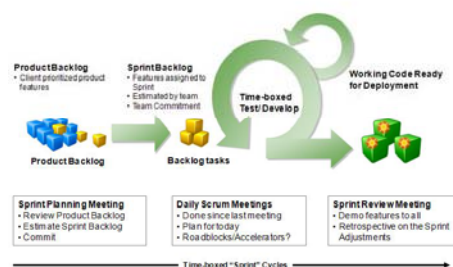 Product Backlog
• Client prioritized product
features
Sprint Backlog
• Features assigned to
Sprint
• Estimated by team
• Team Commitment
Time-boxed
Test/Develop
Working Code Ready
for Deployment
Product Backlog
Backlog tasks
Sprint Planning Meeting
• Review Product Backlog
• Estimate Sprint Backlog
• Commit
Daily Scrum Meetings
• Done since last meeting
• Plan for today
• Roadblocks/Accelerators?
Sprint Review Meeting
• Demo features to all
• Retrospective on the Sprint
Adjustments
Time-boxed "Sprint" Cycles